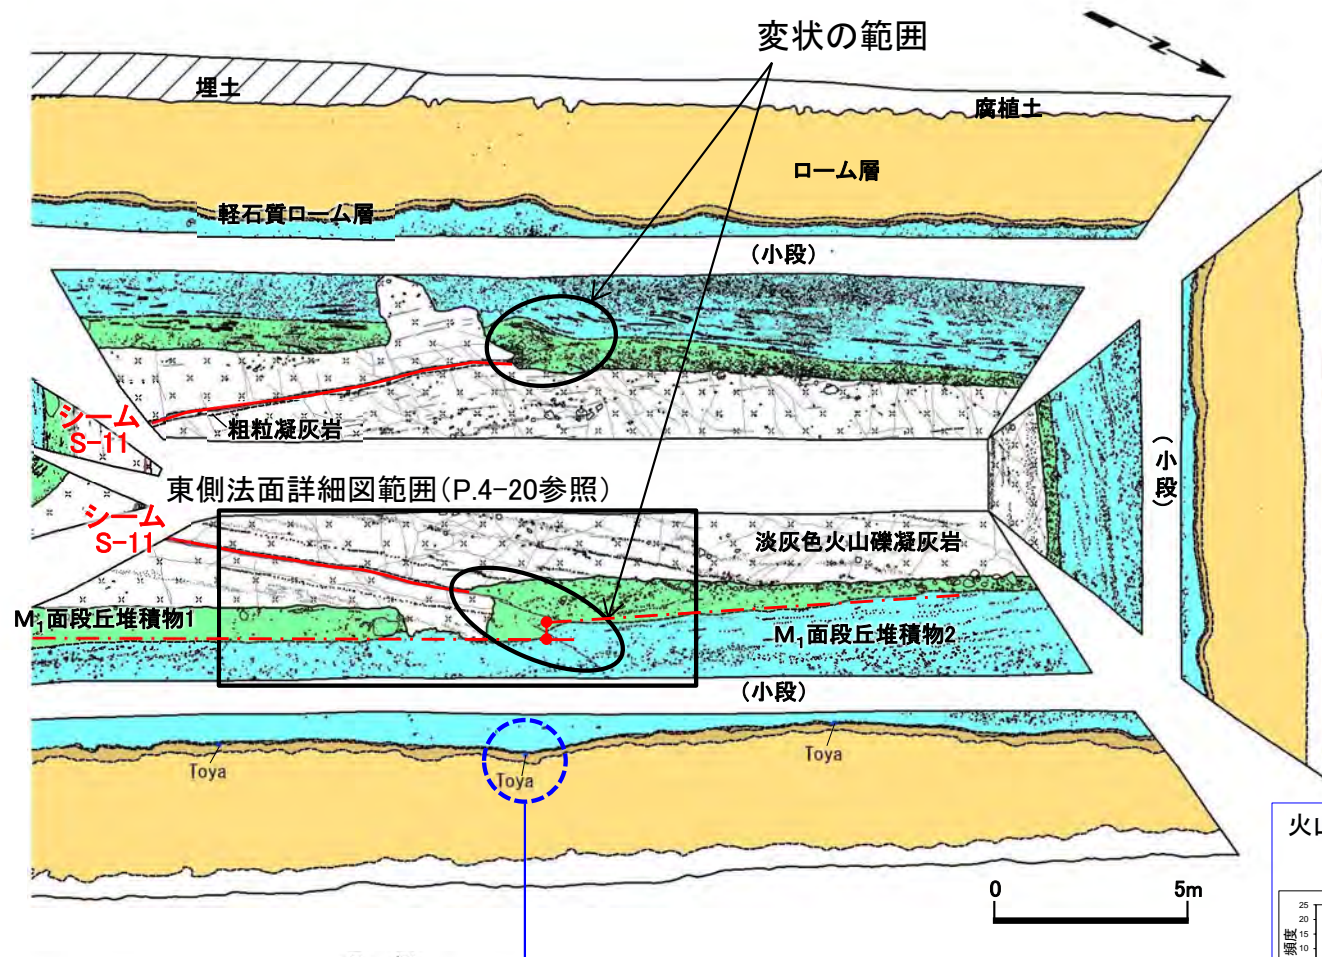 変状の範囲
N
埋土
腐植土
ローム層
軽石質ローム層
(小段)
シーム
S-11
粗粒凝灰岩
(小段)
東側法面詳細図範囲(P.4-20参照)
シーム
S-11
淡灰色火山礫凝灰岩
M1面段丘堆積物1
M1面段丘堆積物2
(小段)
Toya
Toya
Toya
火山
0 5m
25
20
15
10
頻度